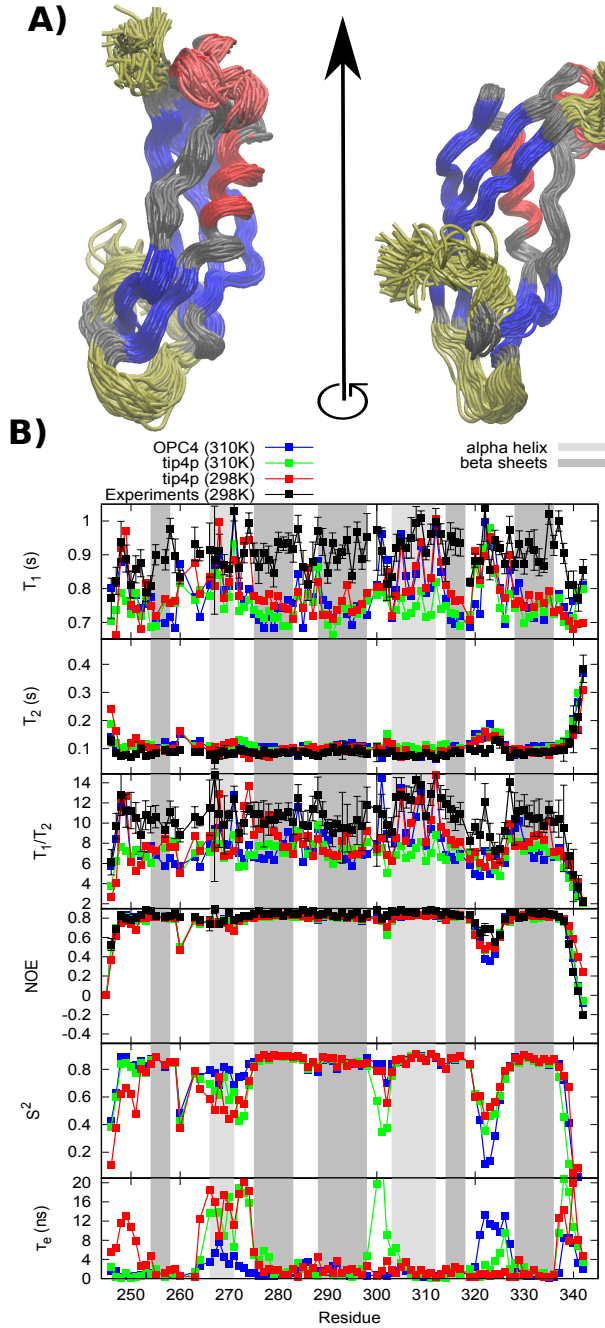 A)
B)
OPC4 (310K)
tip4p (310K)
tip4p (298K)
Experiments (298K)
alpha helix
beta sheets
T1 (s)
1
0.9
0.8
0.7
T2 (s)
0.4
0.3
0.2
0.1
T1/T2
14
12
10
8
6
4
2
NOE
0.8
0.6
0.4
0.2
0
-0.2
-0.4
S2
0.8
0.6
0.4
0.2
τe (ns)
20
16
12
8
4
0
250 260 270 280 290 300 310 320 330 340
Residue